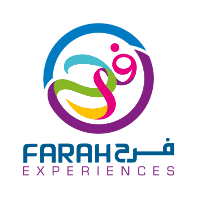 FARAH فرح
EXPERIENCES